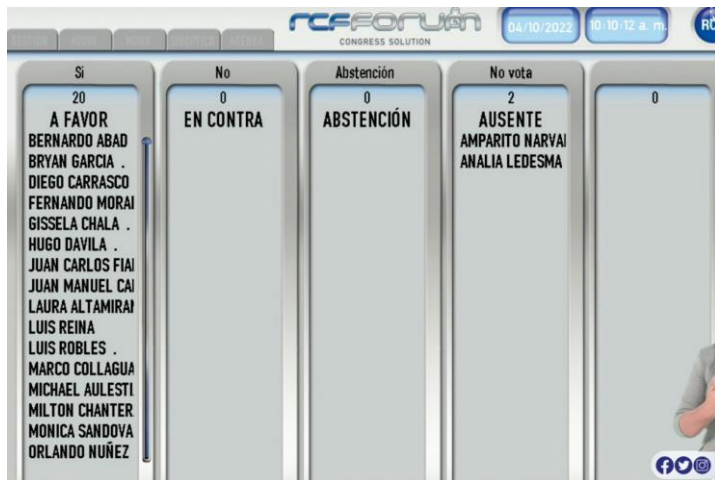 RCF FORUM
CONGRESS SOLUTION
04/10/2022
10:10:12 a. m.
Si
20
A FAVOR
BERNARDO ABAD
BRYAN GARCIA .
DIEGO CARRASCO
FERNANDO MORAI
GISSELA CHALA .
HUGO DAVILA .
JUAN CARLOS FIAI
JUAN MANUEL CAI
LAURA ALTAMIRAN
LUIS REINA
LUIS ROBLES .
MARCO COLLAGUA
MICHAEL AULESTI
MILTON CHANTER
MONICA SANDOVA
ORLANDO NUÑEZ
No
0
EN CONTRA
Abstención
0
ABSTENCIÓN
No vota
2
AUSENTE
AMPARITO NARVAI
ANALIA LEDESMA
0